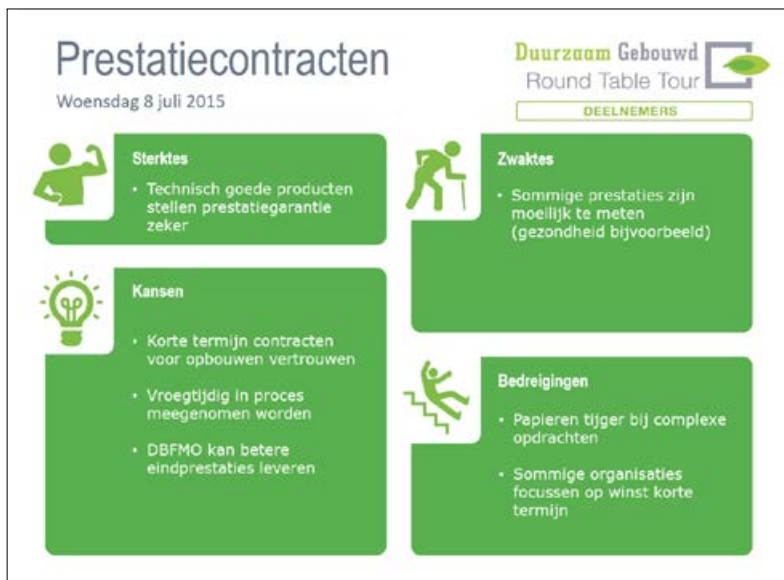 Prestatiecontracten
Woensdag 8 juli 2015
Duurzaam Gebouwd
Round Table Tour
DEELNEMERS
Sterktes
• Technisch goede producten
stellen prestatiegarantie
zeker
Zwaktes
• Sommige prestaties zijn
moeilijk te meten
(gezondheid bijvoorbeeld)
Kansen
• Korte termijn contracten
voor opbouwen vertrouwen
• Vroegtijdig in proces
meegenomen worden
• DBFMO kan betere
eindprestaties leveren
Bedreigingen
• Papieren tijger bij complexe
opdrachten
• Sommige organisaties
focussen op winst korte
termijn